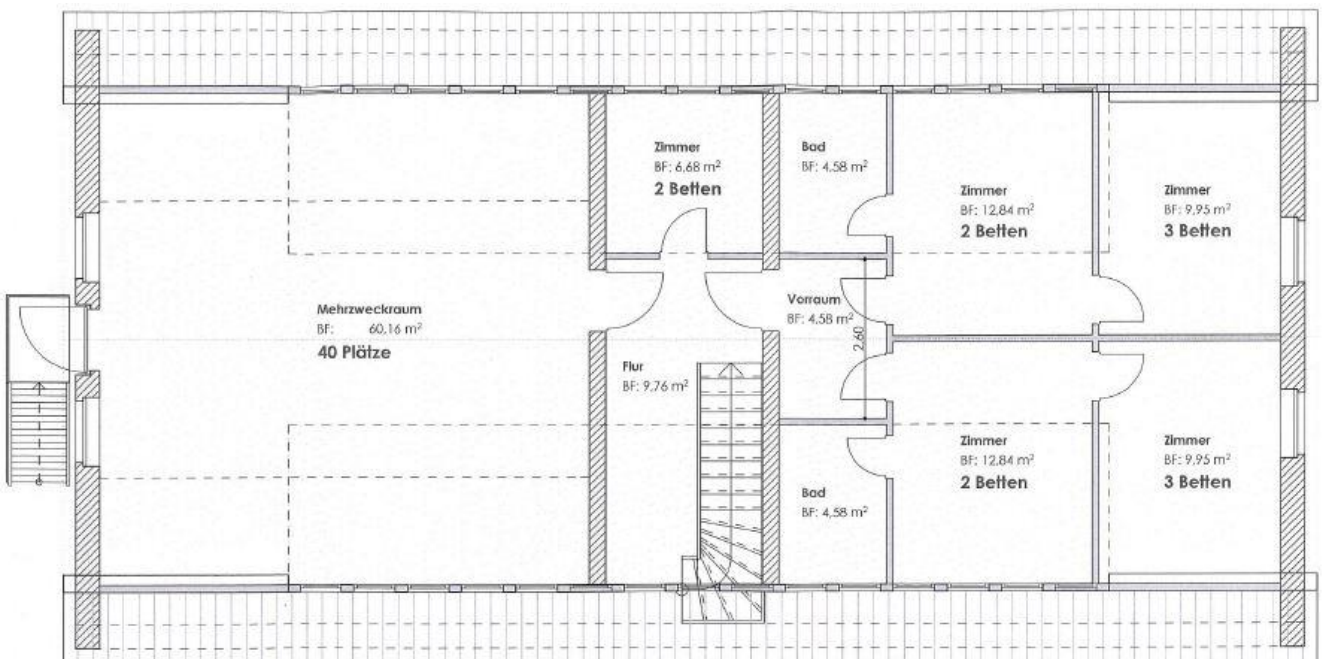 Zimmer
BF: 6,68 m²
2 Betten
Bad
BF: 4,58 m²
Zimmer
BF: 12,84 m²
2 Betten
Zimmer
BF: 9,95 m²
3 Betten
Mehrzweckraum
BF: 60,16 m²
40 Plätze
Vorraum
BF: 4,58 m²
2,60
Flur
BF: 9,76 m²
Zimmer
BF: 12,84 m²
2 Betten
Zimmer
BF: 9,95 m²
3 Betten
Bad
BF: 4,58 m²